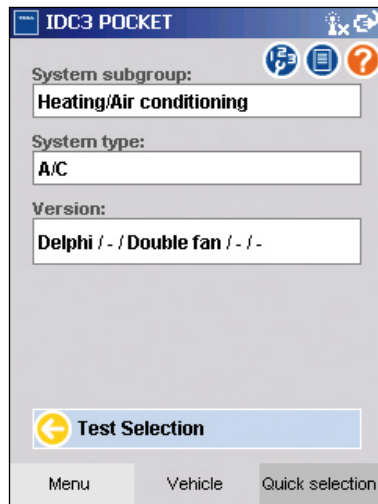 TEXA IDC3 POCKET
System subgroup:
Heating/Air conditioning
System type:
A/C
Version:
Delphi / - / Double fan / - / -
Test Selection
Menu Vehicle Quick selection